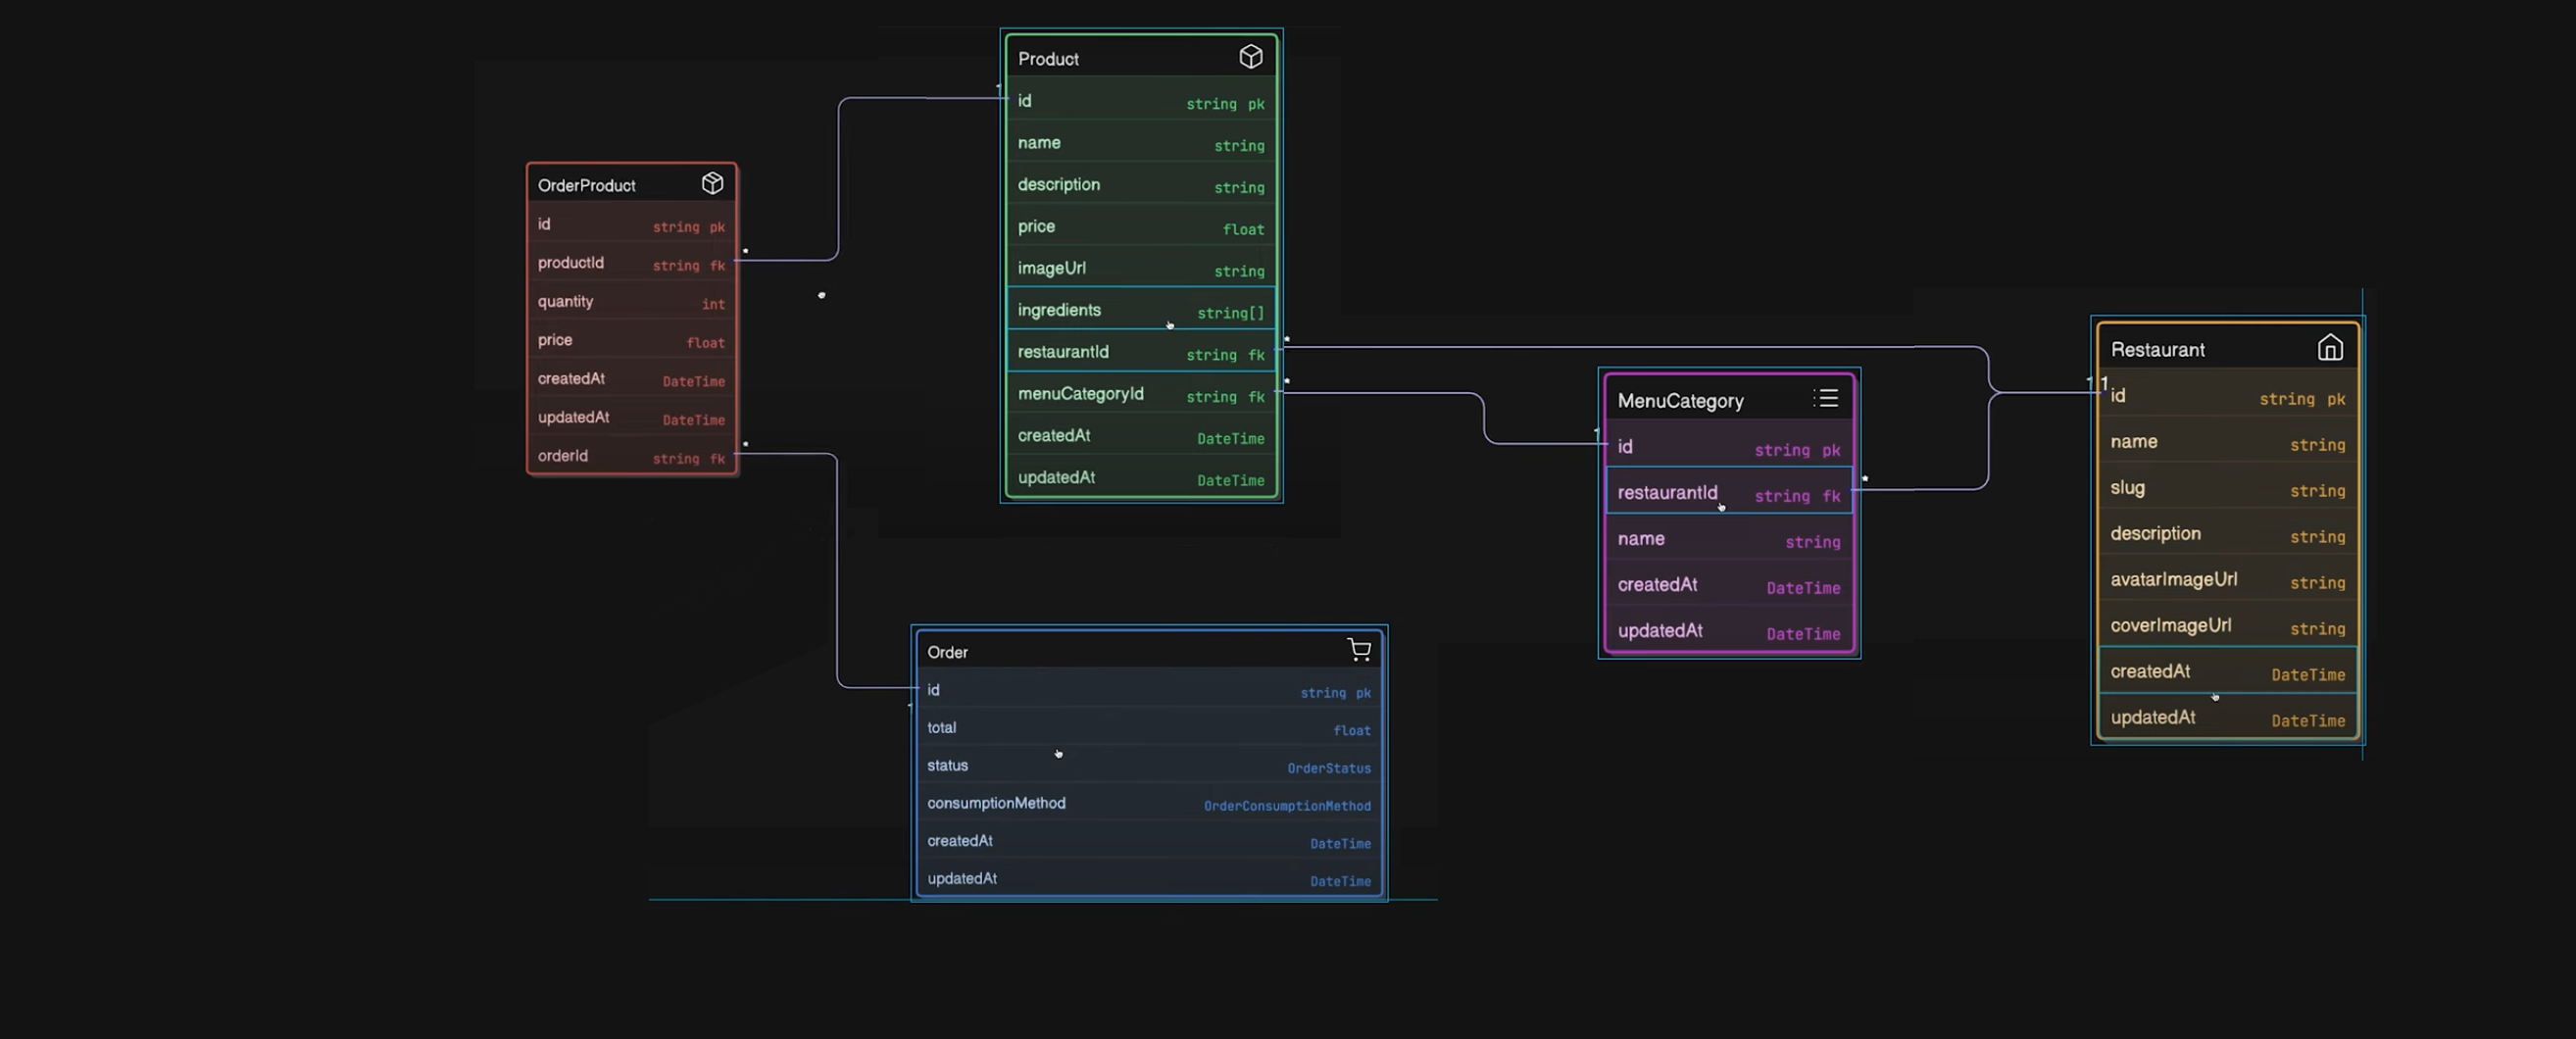 Product
id string pk
name string
description string
price float
imageUrl string
ingredients string[]
restaurantId string fk
menuCategoryId string fk
createdAt DateTime
updatedAt DateTime
OrderProduct
id string pk
productId string fk
quantity int
price float
createdAt DateTime
updatedAt DateTime
orderId string fk
Order
id string pk
total float
status OrderStatus
consumptionMethod OrderConsumptionMethod
createdAt DateTime
updatedAt DateTime
MenuCategory
id string pk
restaurantId string fk
name string
createdAt DateTime
updatedAt DateTime
Restaurant
1
id string pk
name string
slug string
description string
avatarImageUrl string
coverImageUrl string
createdAt DateTime
updatedAt DateTime